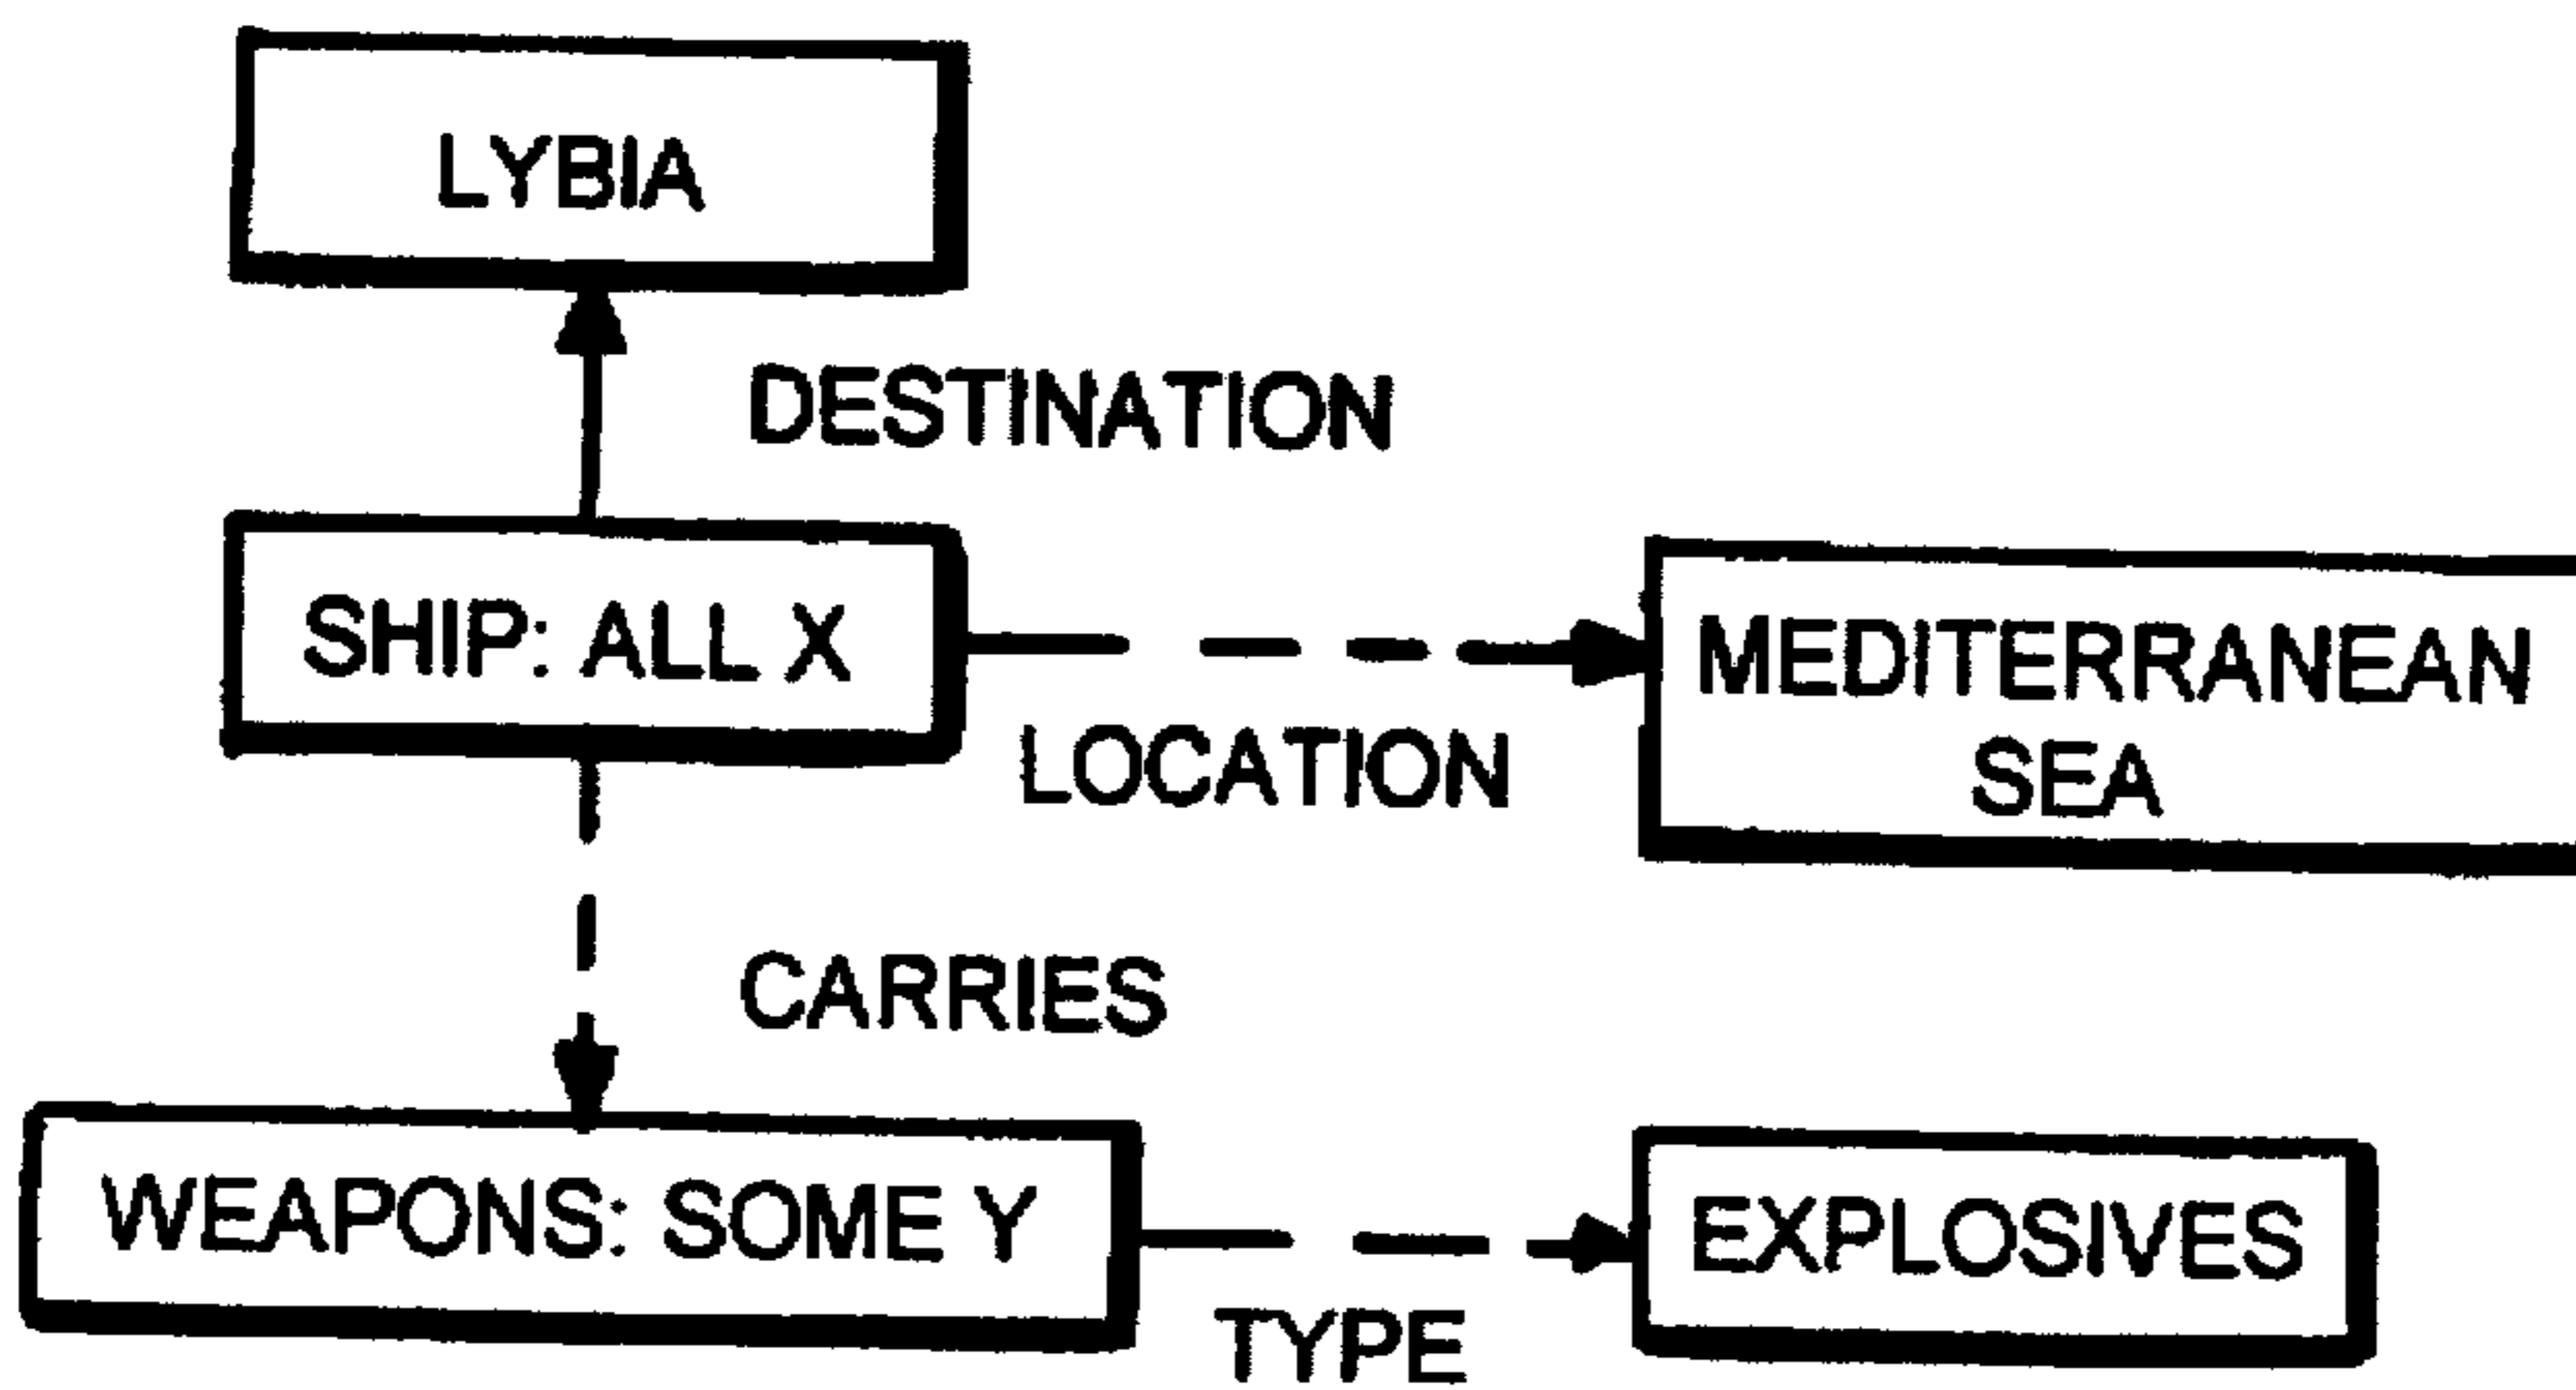 LYBIA
DESTINATION
SHIP: ALL X
LOCATION
MEDITERRANEAN
SEA
CARRIES
WEAPONS: SOME Y
TYPE
EXPLOSIVES